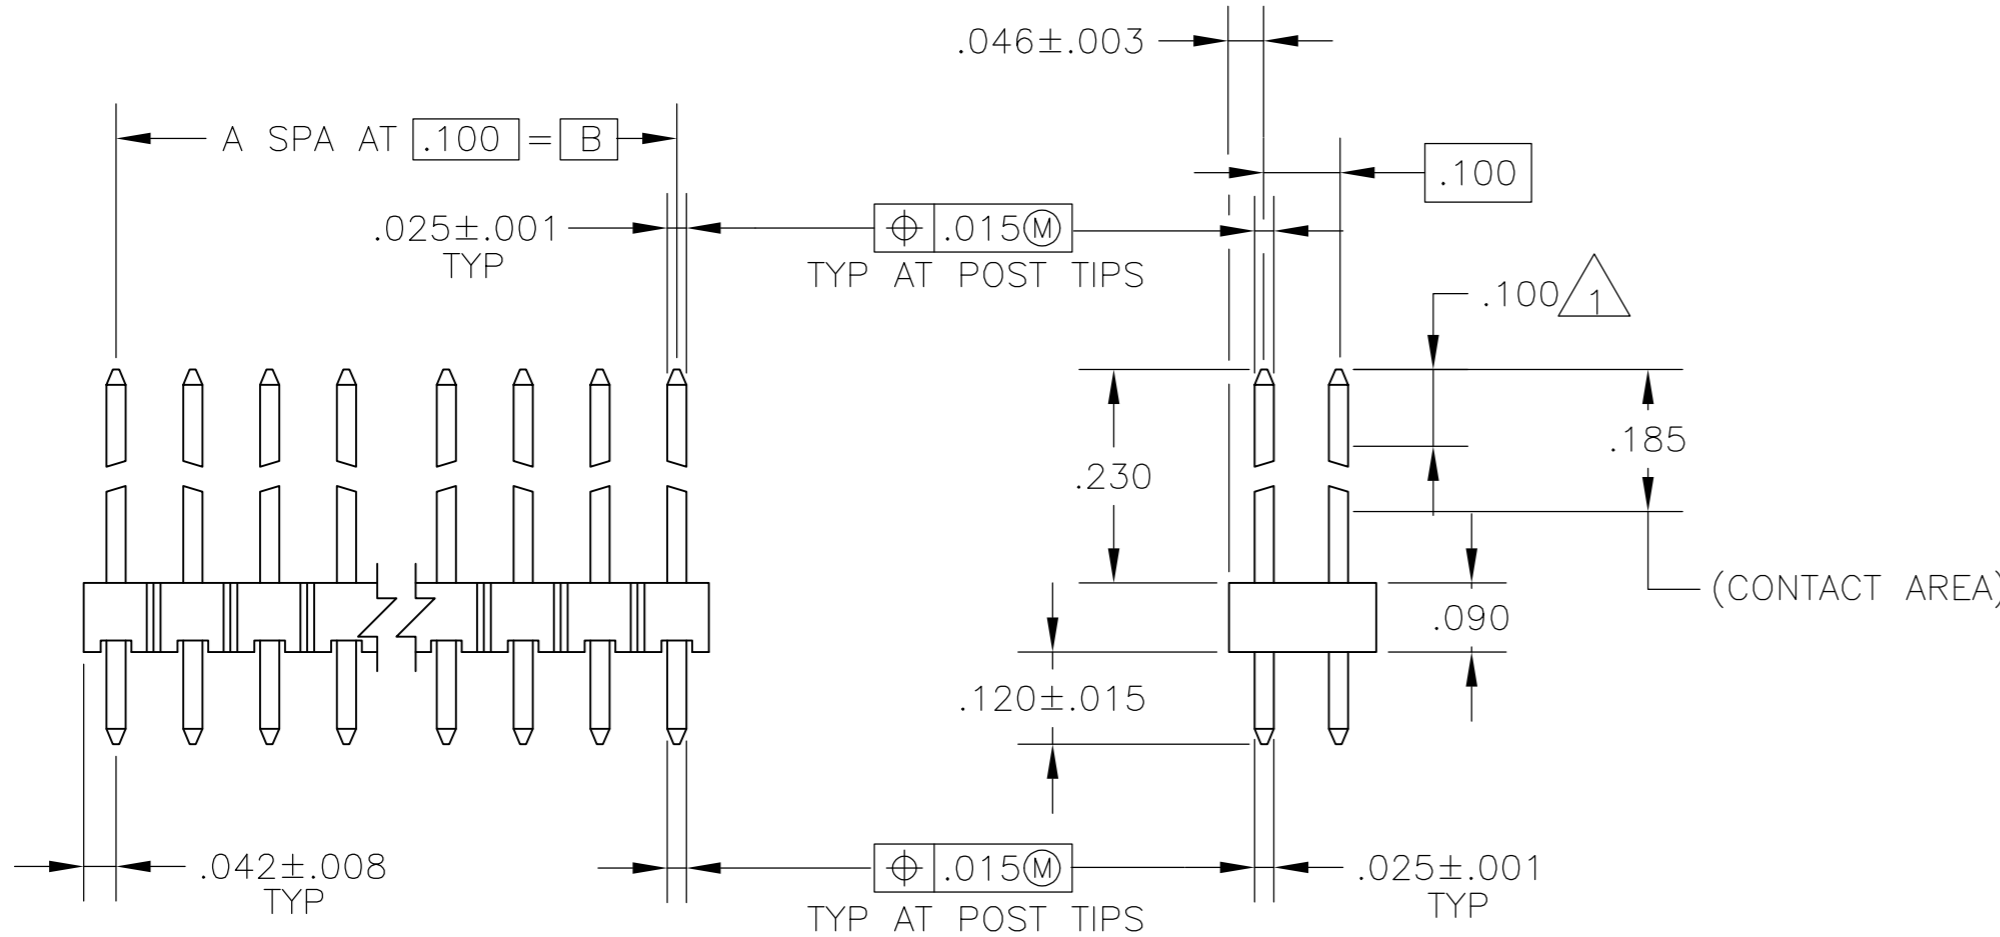 .046±.003
A SPA AT .100 = B
.100
.025±.001
TYP
⌖ .015Ⓜ
TYP AT POST TIPS
.100 1
.185
.230
(CONTACT AREA)
.090
.120±.015
.042±.008
TYP
⌖ .015Ⓜ
TYP AT POST TIPS
.025±.001
TYP